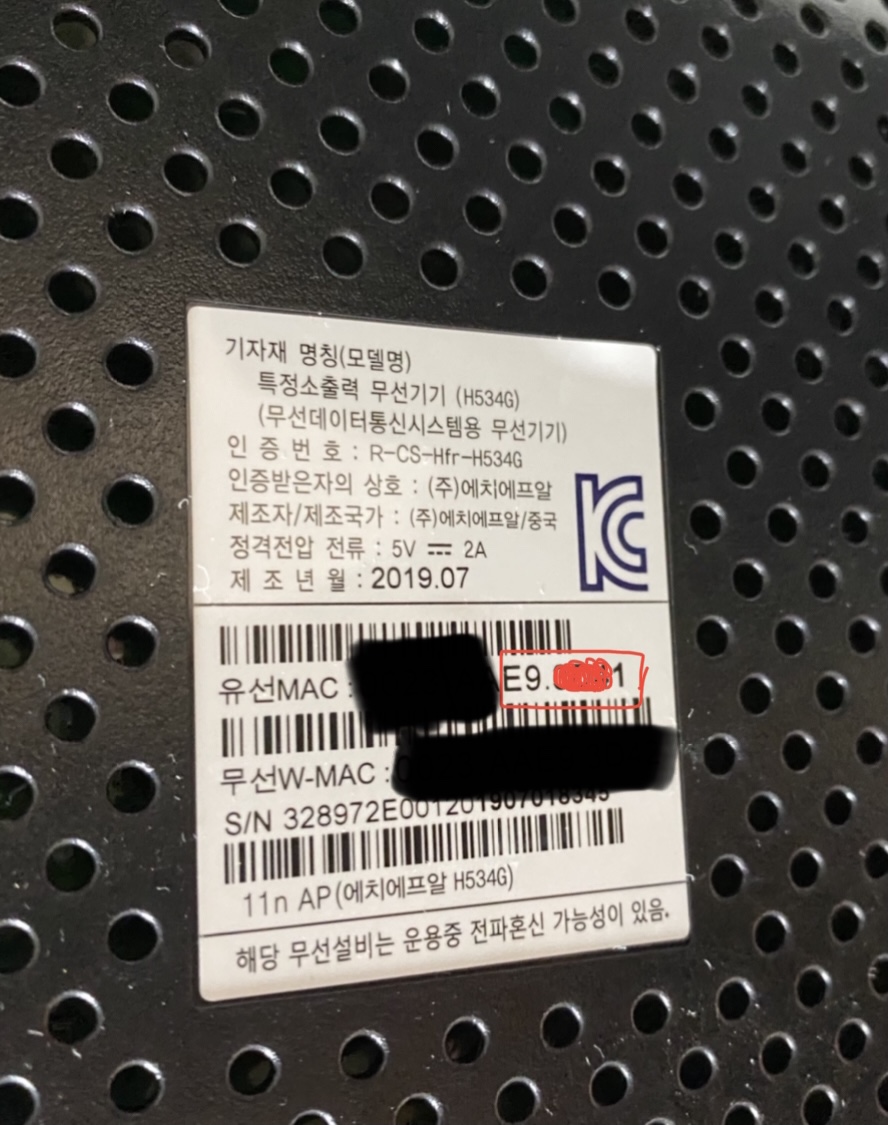 기자재 명칭(모델명)
특정소출력 무선기기 (H534G)
(무선데이터통신시스템용 무선기기)
인 증 번 호 : R-CS-Hfr-H534G
인증받은자의 상호 : (주)에치에프알
제조자/제조국가 : (주)에치에프알/중국
정격전압 전류 : 5V ⎓ 2A
제 조 년 월 : 2019.07
KC
유선MAC : E9.
무선W-MAC :
S/N 328972E001201907018345
11n AP(에치에프알 H534G)
해당 무선설비는 운용중 전파혼신 가능성이 있음.